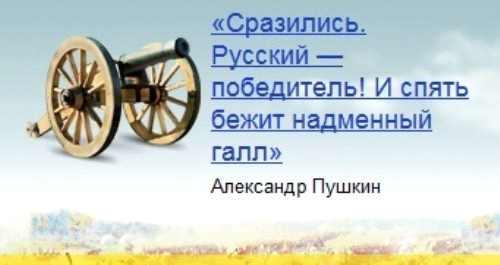 «Сразились.
Русский —
победитель! И спять
бежит надменный
галл»
Александр Пушкин